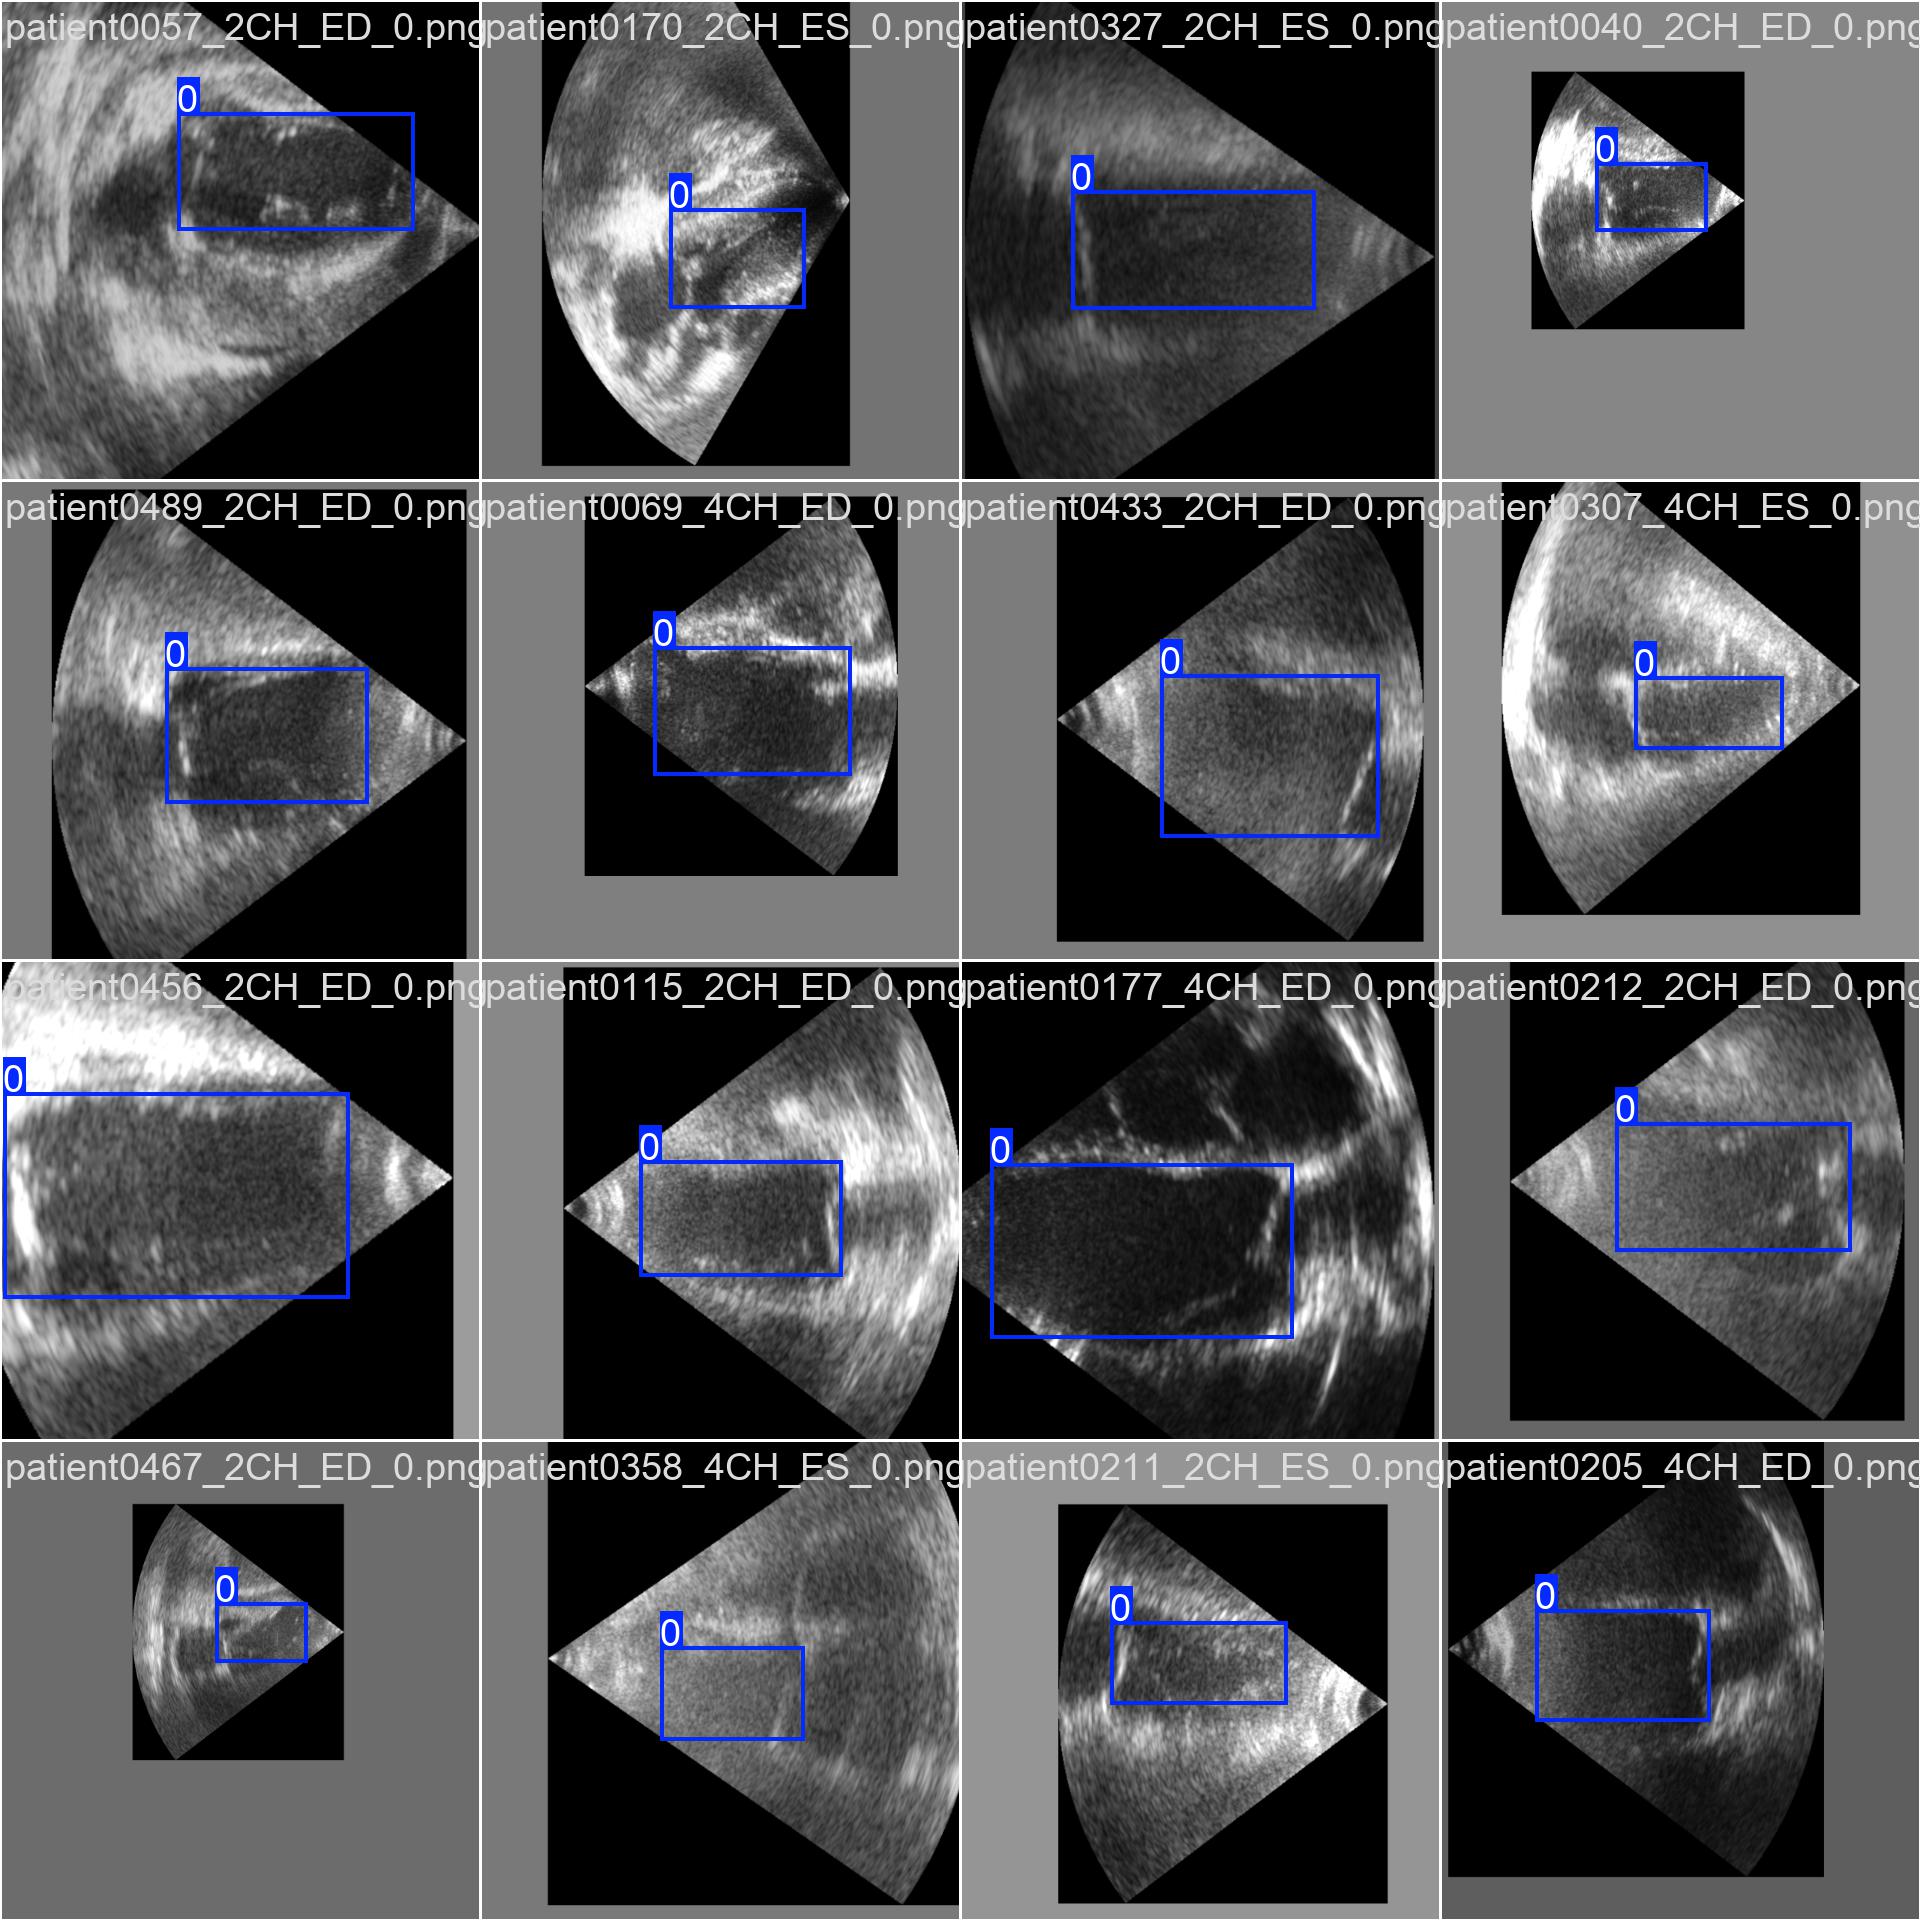 patient0057_2CH_ED_0.png
patient0170_2CH_ES_0.png
patient0327_2CH_ES_0.png
patient0040_2CH_ED_0.png
0
0
0
0
patient0489_2CH_ED_0.png
patient0069_4CH_ED_0.png
patient0433_2CH_ED_0.png
patient0307_4CH_ES_0.png
0
0
0
0
patient0456_2CH_ED_0.png
patient0115_2CH_ED_0.png
patient0177_4CH_ED_0.png
patient0212_2CH_ED_0.png
0
0
0
0
patient0467_2CH_ED_0.png
patient0358_4CH_ES_0.png
patient0211_2CH_ES_0.png
patient0205_4CH_ED_0.png
0
0
0
0